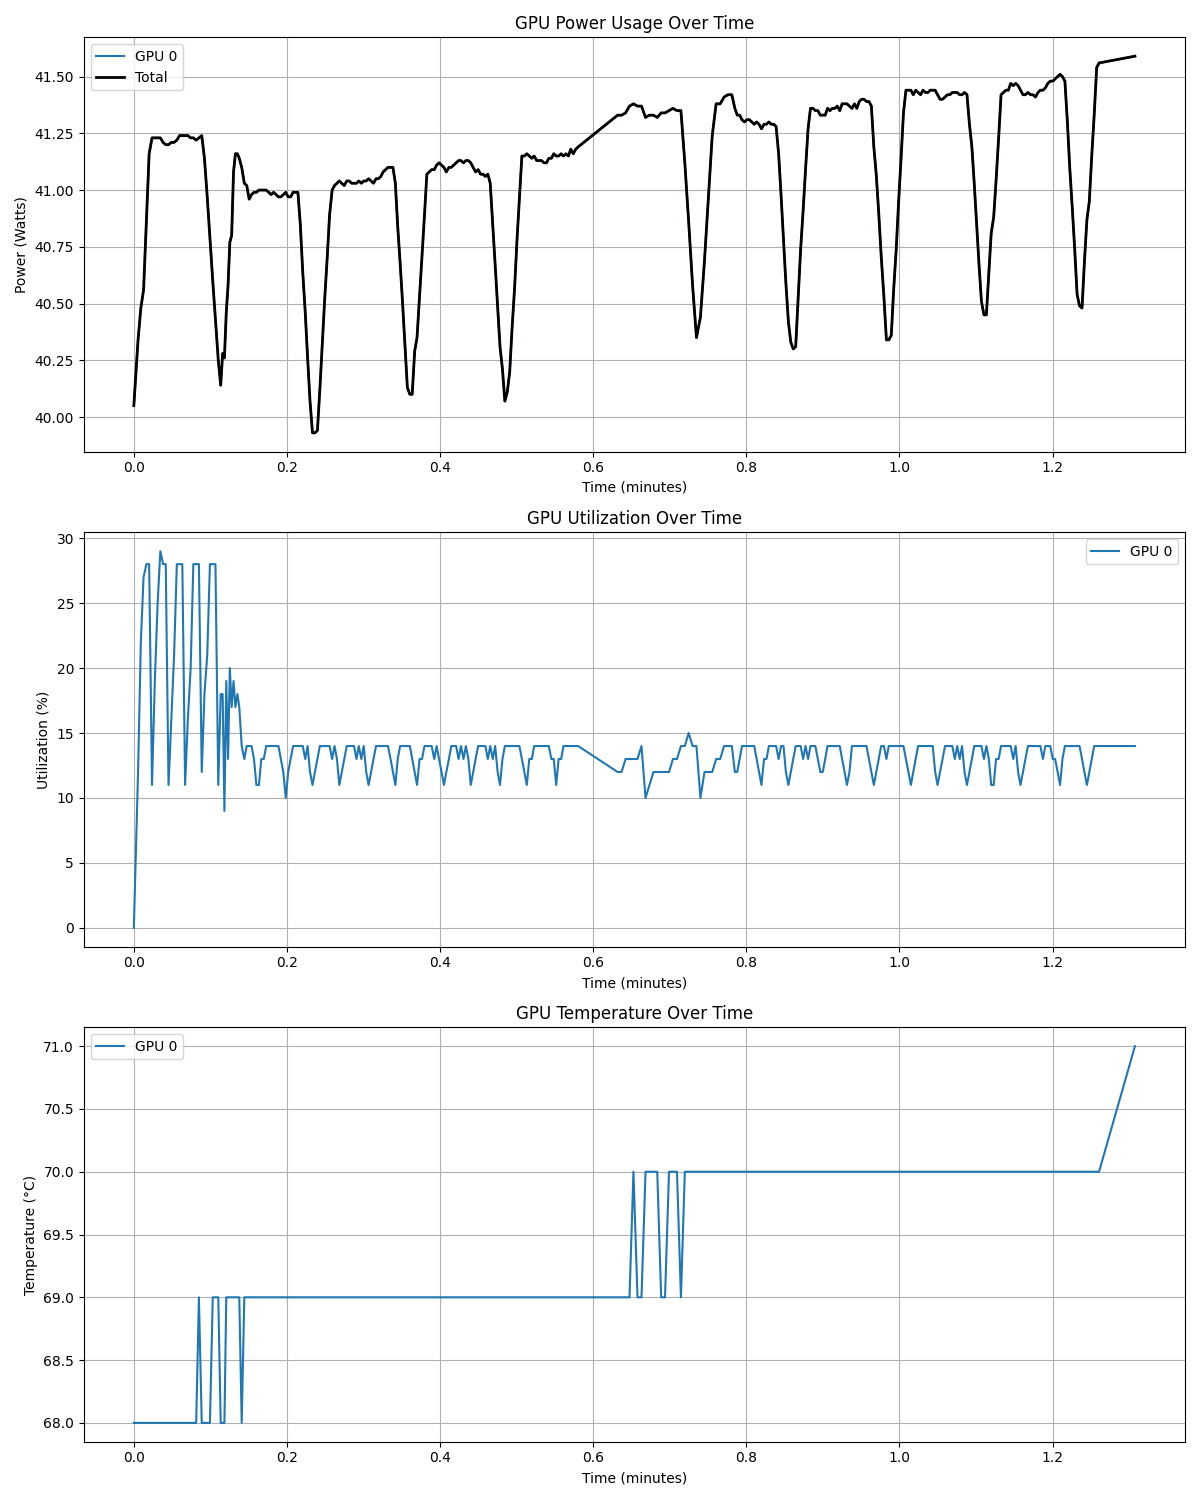 GPU Power Usage Over Time
GPU 0
Total
Power (Watts)
41.50
41.25
41.00
40.75
40.50
40.25
40.00
0.0 0.2 0.4 0.6 0.8 1.0 1.2
Time (minutes)
GPU Utilization Over Time
GPU 0
Utilization (%)
30
25
20
15
10
5
0
0.0 0.2 0.4 0.6 0.8 1.0 1.2
Time (minutes)
GPU Temperature Over Time
GPU 0
Temperature (°C)
71.0
70.5
70.0
69.5
69.0
68.5
68.0
0.0 0.2 0.4 0.6 0.8 1.0 1.2
Time (minutes)